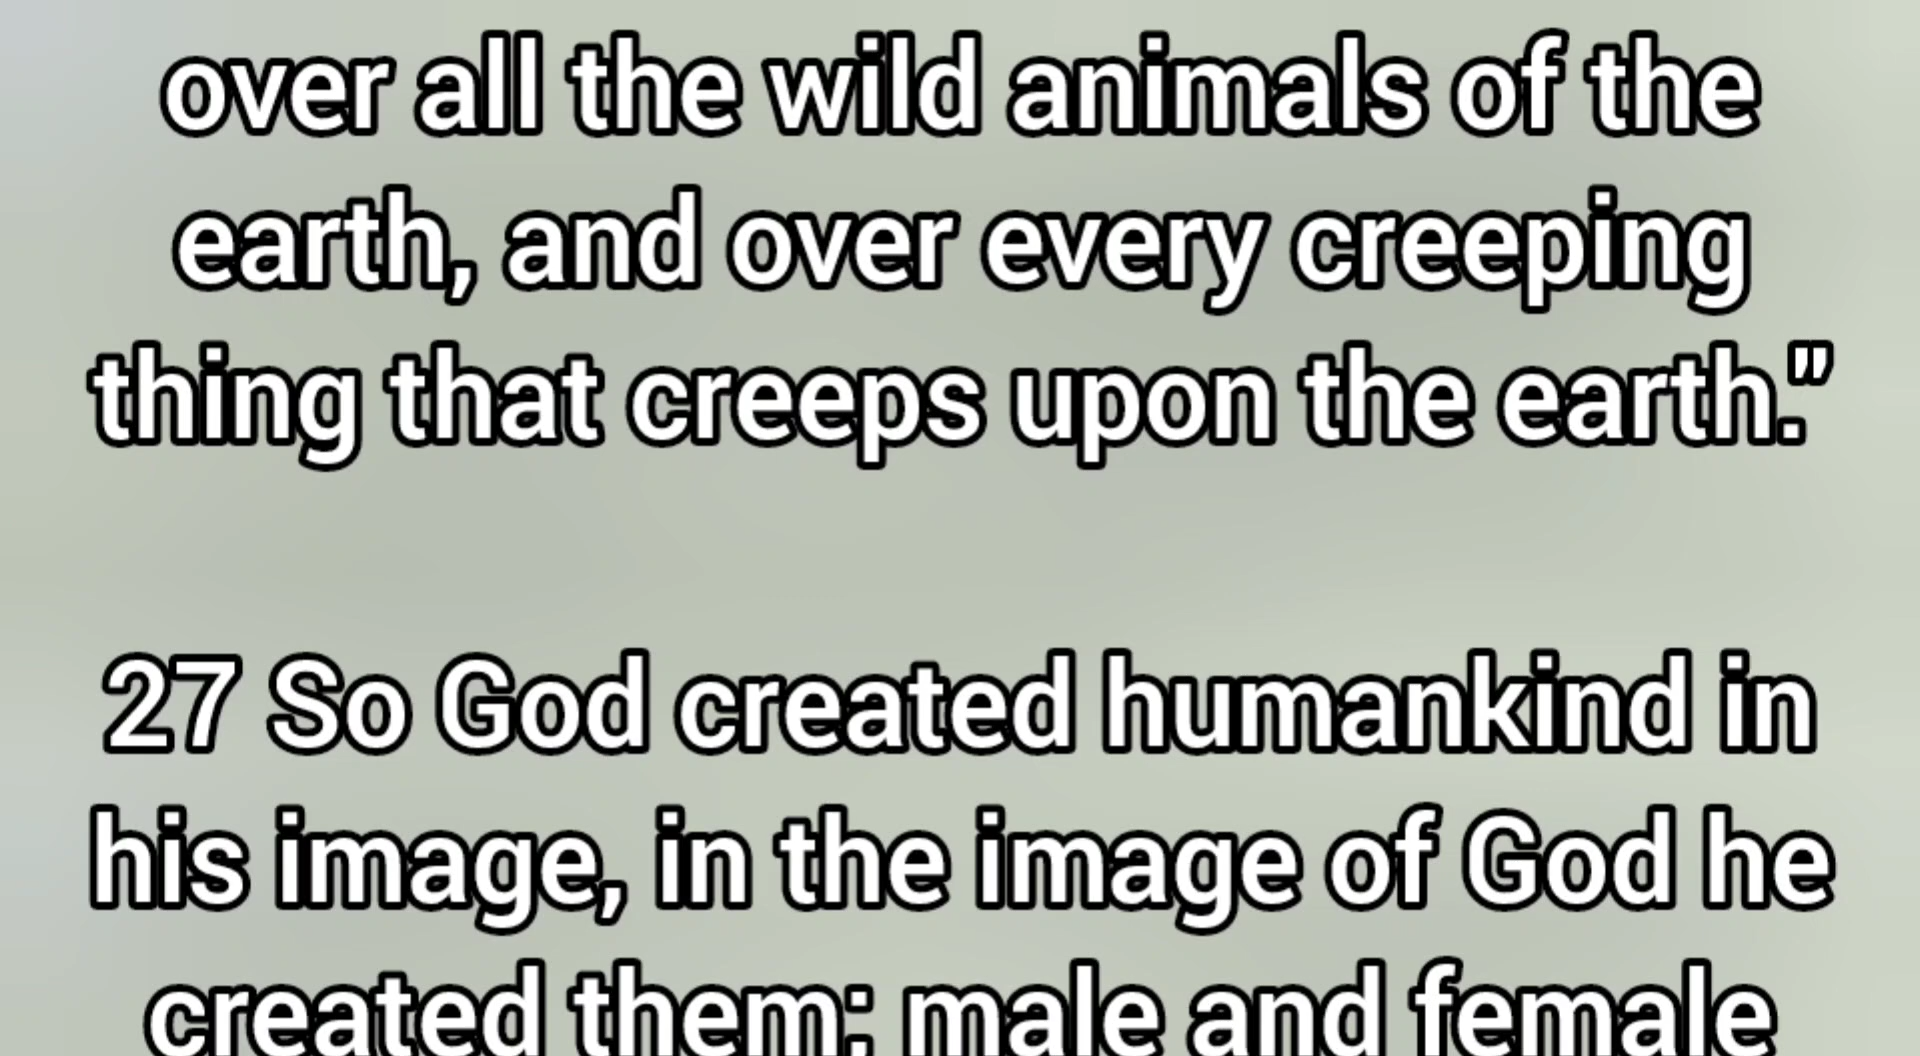 over all the wild animals of the
earth, and over every creeping
thing that creeps upon the earth.”
27 So God created humankind in
his image, in the image of God he
created them; male and female